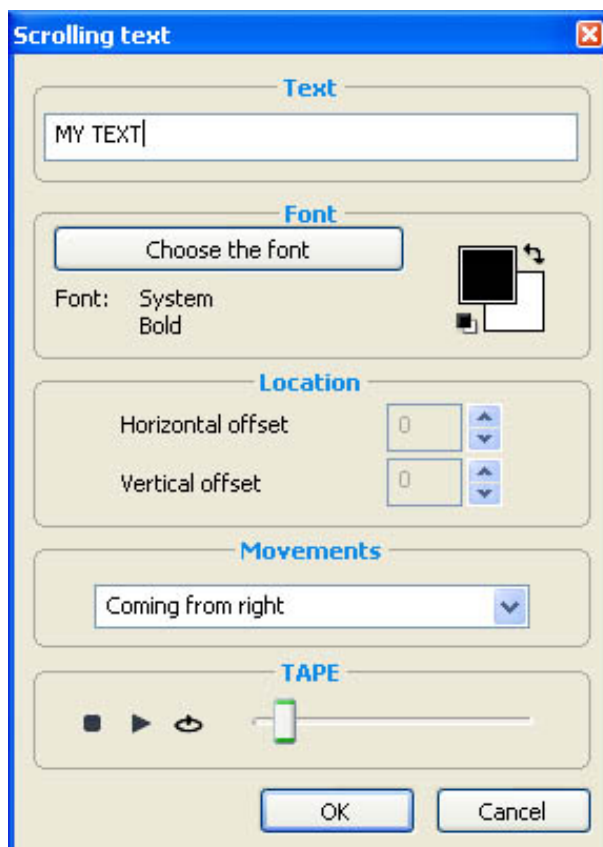 Scrolling text
Text
MY TEXT
Font
Choose the font
Font: System
Bold
Location
Horizontal offset 0
Vertical offset 0
Movements
Coming from right
TAPE
OK Cancel